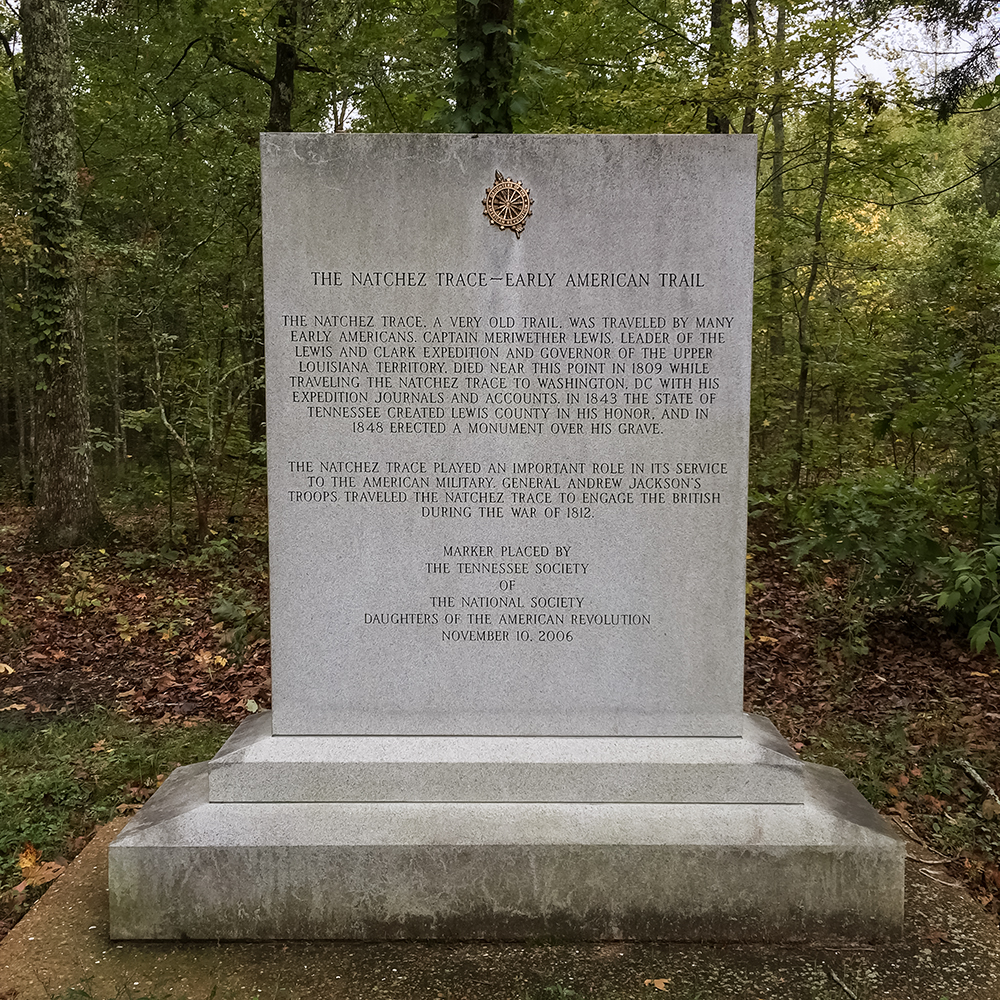 THE NATCHEZ TRACE—EARLY AMERICAN TRAIL
THE NATCHEZ TRACE, A VERY OLD TRAIL, WAS TRAVELED BY MANY
EARLY AMERICANS. CAPTAIN MERIWETHER LEWIS, LEADER OF THE
LEWIS AND CLARK EXPEDITION AND GOVERNOR OF THE UPPER
LOUISIANA TERRITORY, DIED NEAR THIS POINT IN 1809 WHILE
TRAVELING THE NATCHEZ TRACE TO WASHINGTON, DC WITH HIS
EXPEDITION JOURNALS AND ACCOUNTS. IN 1843 THE STATE OF
TENNESSEE CREATED LEWIS COUNTY IN HIS HONOR, AND IN
1848 ERECTED A MONUMENT OVER HIS GRAVE.
THE NATCHEZ TRACE PLAYED AN IMPORTANT ROLE IN ITS SERVICE
TO THE AMERICAN MILITARY. GENERAL ANDREW JACKSON'S
TROOPS TRAVELED THE NATCHEZ TRACE TO ENGAGE THE BRITISH
DURING THE WAR OF 1812.
MARKER PLACED BY
THE TENNESSEE SOCIETY
OF
THE NATIONAL SOCIETY
DAUGHTERS OF THE AMERICAN REVOLUTION
NOVEMBER 10, 2006